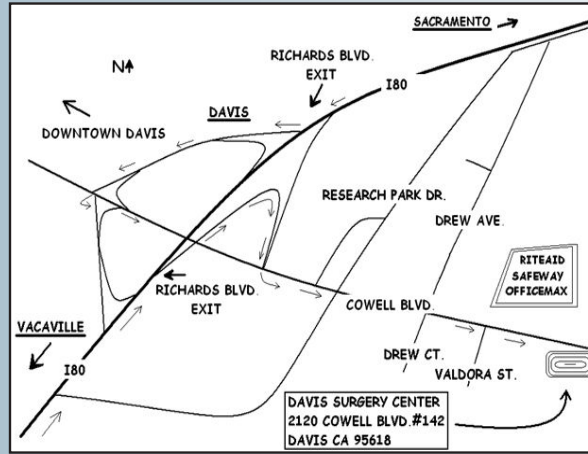 SACRAMENTO
N
RICHARDS BLVD.
EXIT
I80
DAVIS
DOWNTOWN DAVIS
RESEARCH PARK DR.
DREW AVE.
RITEAID
SAFEWAY
OFFICEMAX
RICHARDS BLVD.
EXIT
COWELL BLVD.
VACAVILLE
I80
DREW CT.
VALDORA ST.
DAVIS SURGERY CENTER
2120 COWELL BLVD.#142
DAVIS CA 95618